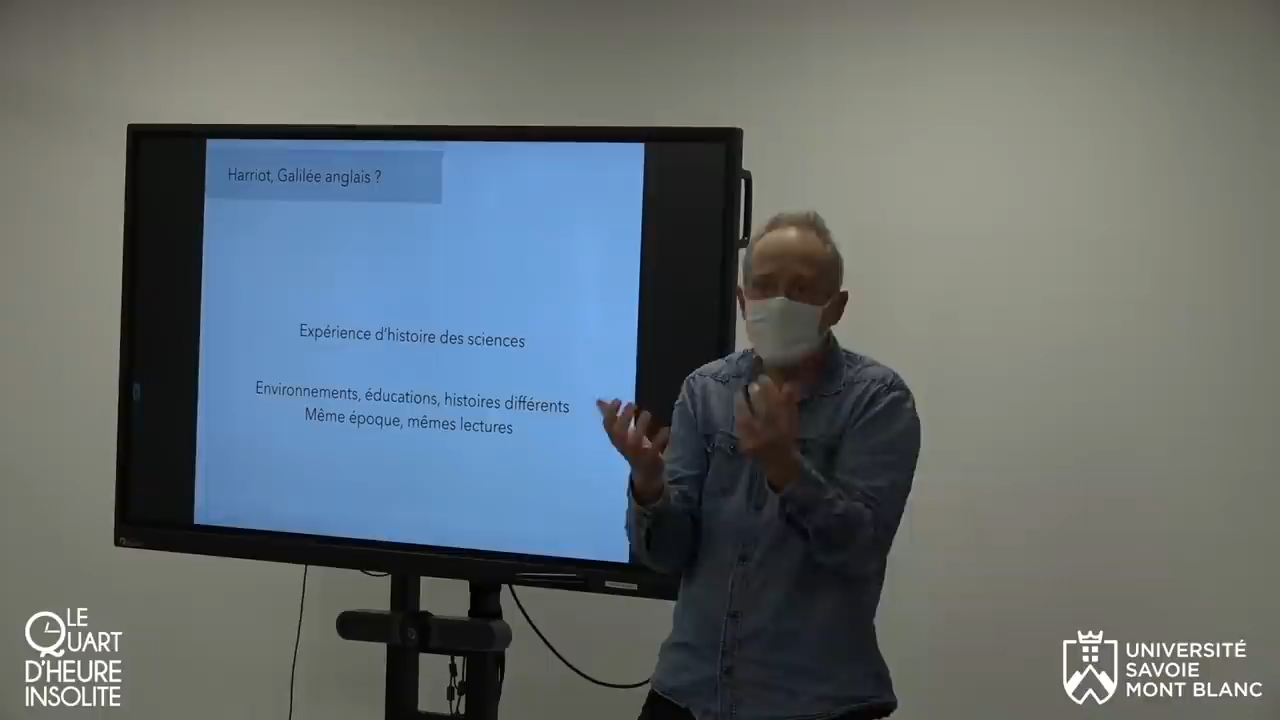 Harriot, Galilée anglais ?
Expérience d'histoire des sciences
Environnements, éducations, histoires différents
Même époque, mêmes lectures
LE
QUART
D'HEURE
INSOLITE
UNIVERSITÉ
SAVOIE
MONT BLANC